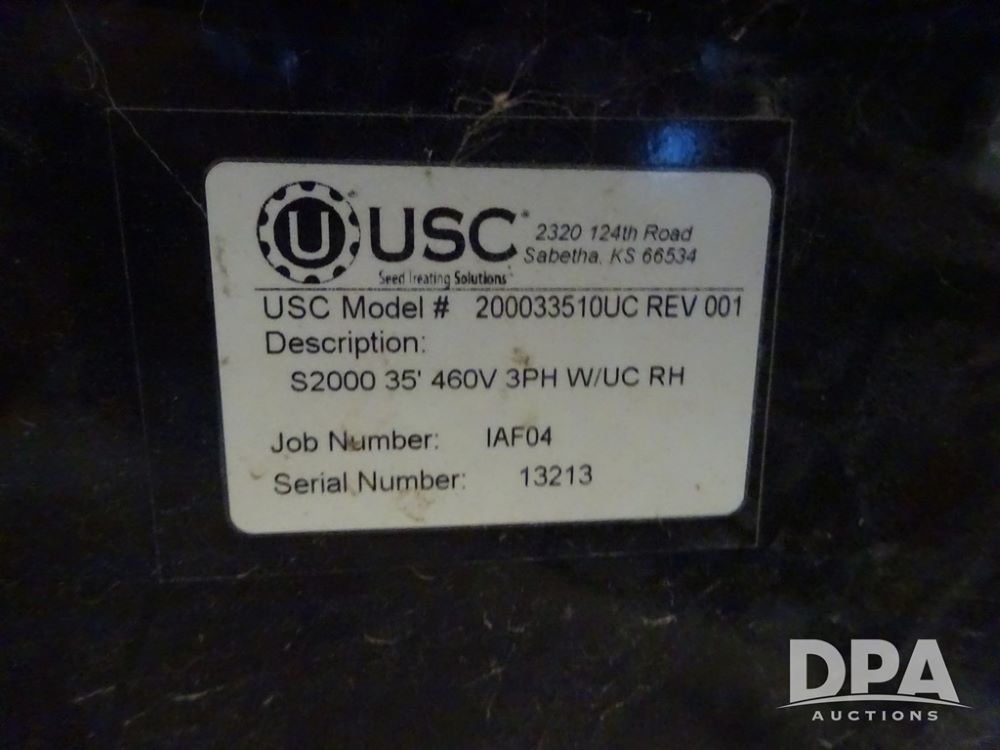 U USC® 2320 124th Road
Sabetha, KS 66534
Seed Treating Solutions
USC Model # 200033510UC REV 001
Description:
S2000 35' 460V 3PH W/UC RH
Job Number: IAF04
Serial Number: 13213
DPA
AUCTIONS